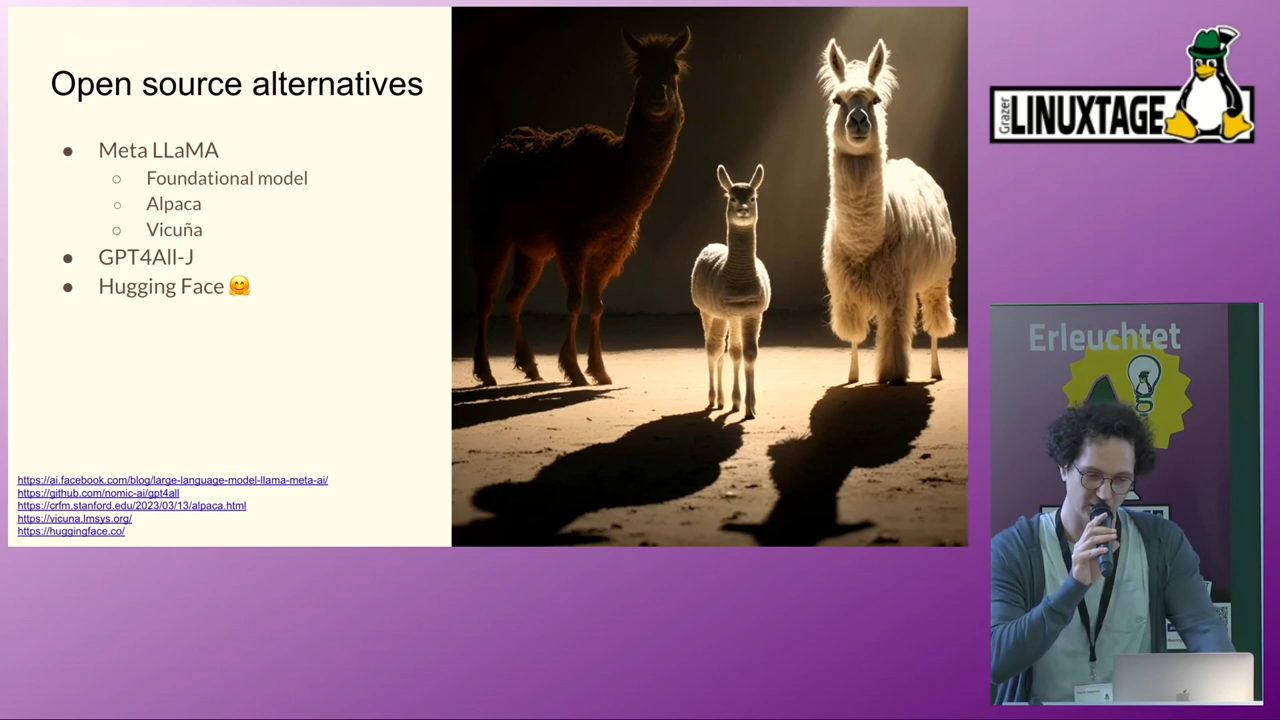 Open source alternatives
● Meta LLaMA
○ Foundational model
○ Alpaca
○ Vicuña
● GPT4All-J
● Hugging Face 🤗
https://ai.facebook.com/blog/large-language-model-llama-meta-ai/
https://github.com/nomic-ai/gpt4all
https://crfm.stanford.edu/2023/03/13/alpaca.html
https://vicuna.lmsys.org/
https://huggingface.co/
Grazer
LINUXTAGE
Erleuchtet